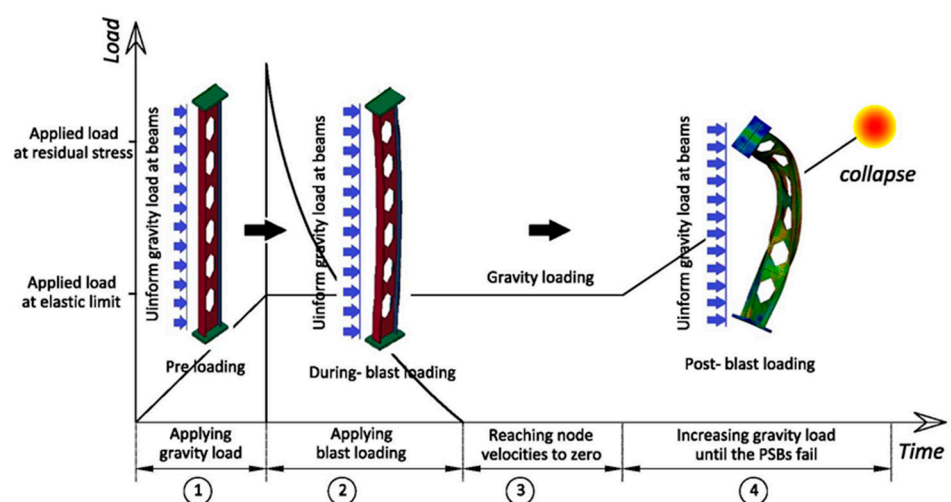 Load
Applied load
at residual stress
Applied load
at elastic limit
Uinform gravity load at beams
Pre loading
Uinform gravity load at beams
During- blast loading
Gravity loading
Uinform gravity load at beams
collapse
Post- blast loading
Applying
gravity load
Applying
blast loading
Reaching node
velocities to zero
Increasing gravity load
until the PSBs fail
Time
1
2
3
4